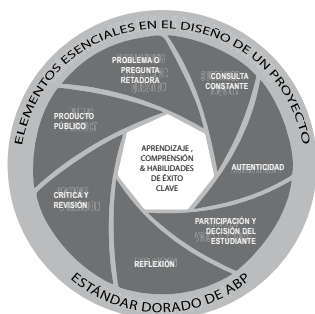 ELEMENTOS ESENCIALES EN EL DISEÑO DE UN PROYECTO
PROBLEMA O
PREGUNTA
RETADORA
CONSULTA
CONSTANTE
AUTENTICIDAD
PARTICIPACIÓN Y
DECISIÓN DEL
ESTUDIANTE
REFLEXIÓN
CRÍTICA Y
REVISIÓN
PRODUCTO
PÚBLICO
APRENDIZAJE ,
COMPRENSIÓN
& HABILIDADES
DE ÉXITO
CLAVE
ESTÁNDAR DORADO DE ABP